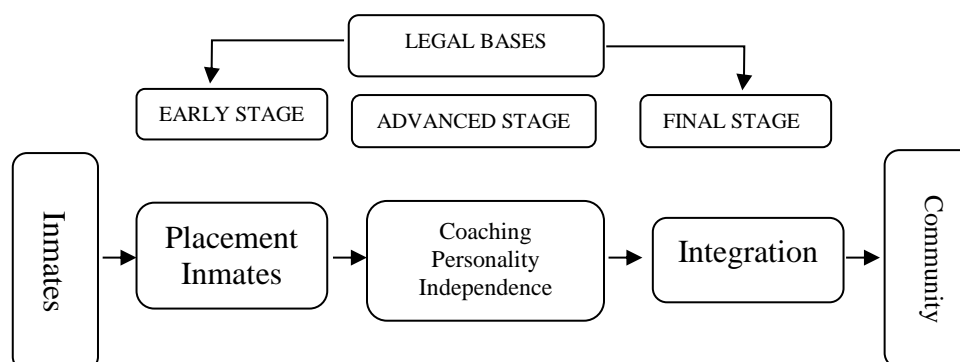 LEGAL BASES
EARLY STAGE
ADVANCED STAGE
FINAL STAGE
Inmates
Placement
Inmates
Coaching
Personality
Independence
Integration
Community